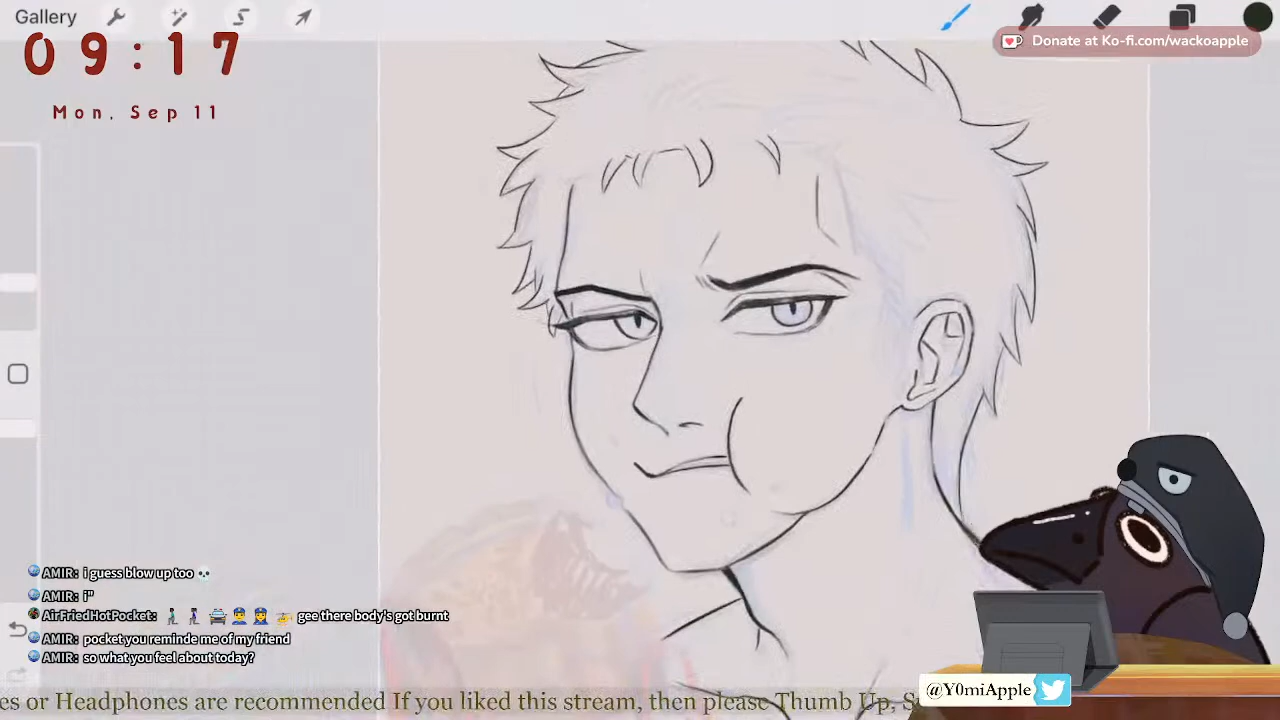 Gallery
09:17
Mon, Sep 11
Donate at Ko-fi.com/wackoapple
AMIR: i guess blow up too 💀
AMIR: i"
AirFriedHotPocket: 🚶‍♂️ 🚶‍♀️ 🚔 👮‍♂️ 👮‍♀️ 🚁 gee there body's got burnt
AMIR: pocket you reminde me of my friend
AMIR: so what you feel about today?
@Y0miApple
es or Headphones are recommended If you liked this stream, then please Thumb Up, S